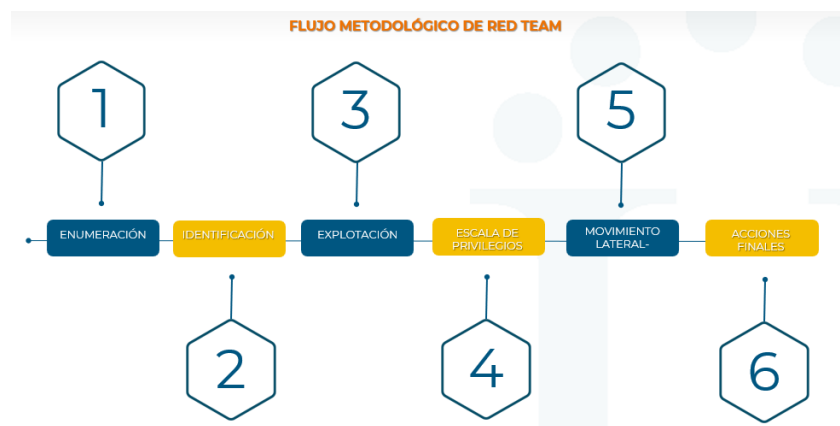 FLUJO METODOLÓGICO DE RED TEAM
1
3
5
ENUMERACIÓN
IDENTIFICACIÓN
EXPLOTACIÓN
ESCALA DE
PRIVILEGIOS
MOVIMIENTO
LATERAL-
ACCIONES
FINALES
2
4
6